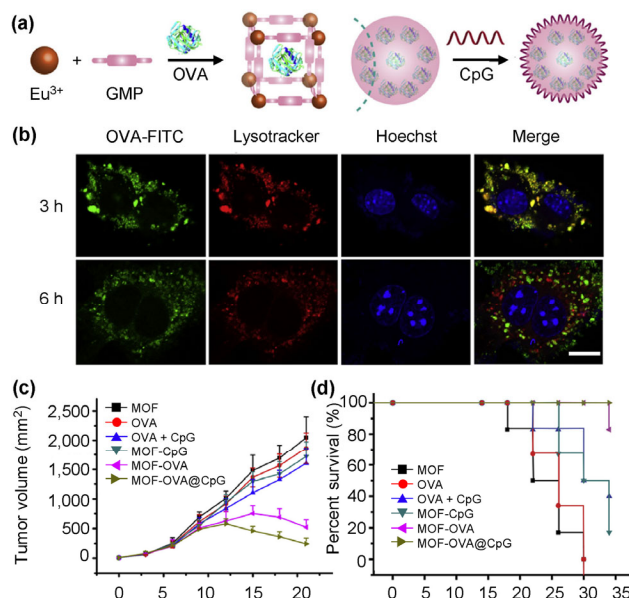 (a)
Eu3+ + GMP
OVA
CpG
(b)
OVA-FITC Lysotracker Hoechst Merge
3 h
6 h
(c)
Tumor volume (mm2)
2,500
2,000
1,500
1,000
500
0
0 5 10 15 20
MOF
OVA
OVA + CpG
MOF-CpG
MOF-OVA
MOF-OVA@CpG
(d)
Percent survival (%)
100
80
60
40
20
0
0 5 10 15 20 25 30 35
MOF
OVA
OVA + CpG
MOF-CpG
MOF-OVA
MOF-OVA@CpG